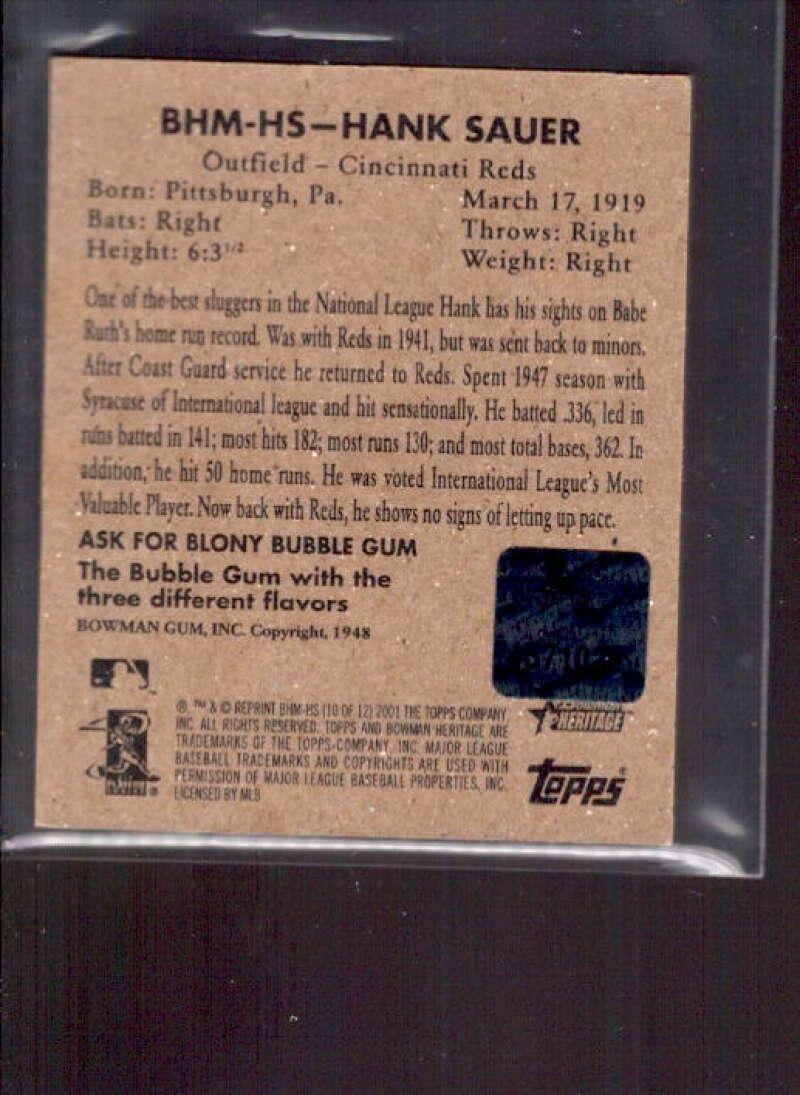 BHM-HS—HANK SAUER
Outfield – Cincinnati Reds
Born: Pittsburgh, Pa. March 17, 1919
Bats: Right Throws: Right
Height: 6:3 1/2 Weight: Right
One of the best sluggers in the National League Hank has his sights on Babe
Ruth's home run record. Was with Reds in 1941, but was sent back to minors.
After Coast Guard service he returned to Reds. Spent 1947 season with
Syracuse of International league and hit sensationally. He batted .336, led in
runs batted in 141; most hits 182; most runs 130; and most total bases, 362. In
addition, he hit 50 home runs. He was voted International League's Most
Valuable Player. Now back with Reds, he shows no signs of letting up pace.
ASK FOR BLONY BUBBLE GUM
The Bubble Gum with the
three different flavors
BOWMAN GUM, INC. Copyright, 1948
®, ™ & © REPRINT BHM-HS (10 OF 12) 2001 THE TOPPS COMPANY,
INC. ALL RIGHTS RESERVED. TOPPS AND BOWMAN HERITAGE ARE
TRADEMARKS OF THE TOPPS COMPANY, INC. MAJOR LEAGUE
BASEBALL TRADEMARKS AND COPYRIGHTS ARE USED WITH
PERMISSION OF MAJOR LEAGUE BASEBALL PROPERTIES, INC.
LICENSED BY MLB
HERITAGE
Topps®